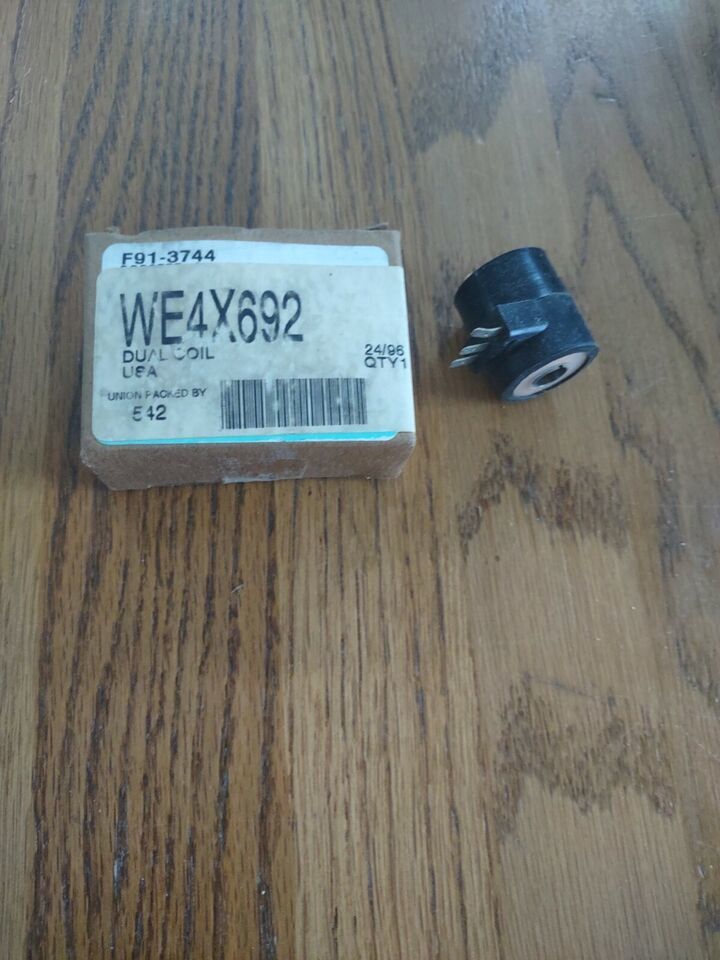 F91-3744
WE4X692
DUAL COIL
24/96
USA
QTY1
UNION PACKED BY
542